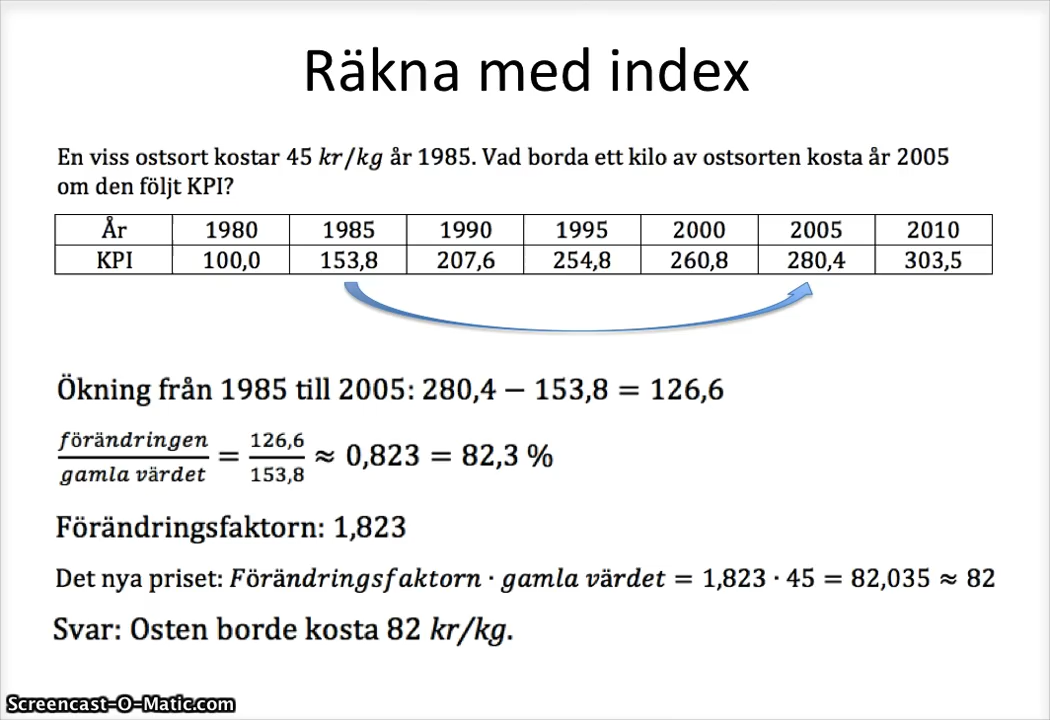 Räkna med index
En viss ostsort kostar 45 kr/kg år 1985. Vad borda ett kilo av ostsorten kosta år 2005
om den följt KPI?
År 1980 1985 1990 1995 2000 2005 2010
KPI 100,0 153,8 207,6 254,8 260,8 280,4 303,5
Ökning från 1985 till 2005: 280,4 − 153,8 = 126,6
förändringen / gamla värdet = 126,6 / 153,8 ≈ 0,823 = 82,3 %
Förändringsfaktorn: 1,823
Det nya priset: Förändringsfaktorn · gamla värdet = 1,823 · 45 = 82,035 ≈ 82
Svar: Osten borde kosta 82 kr/kg.
Screencast-O-Matic.com